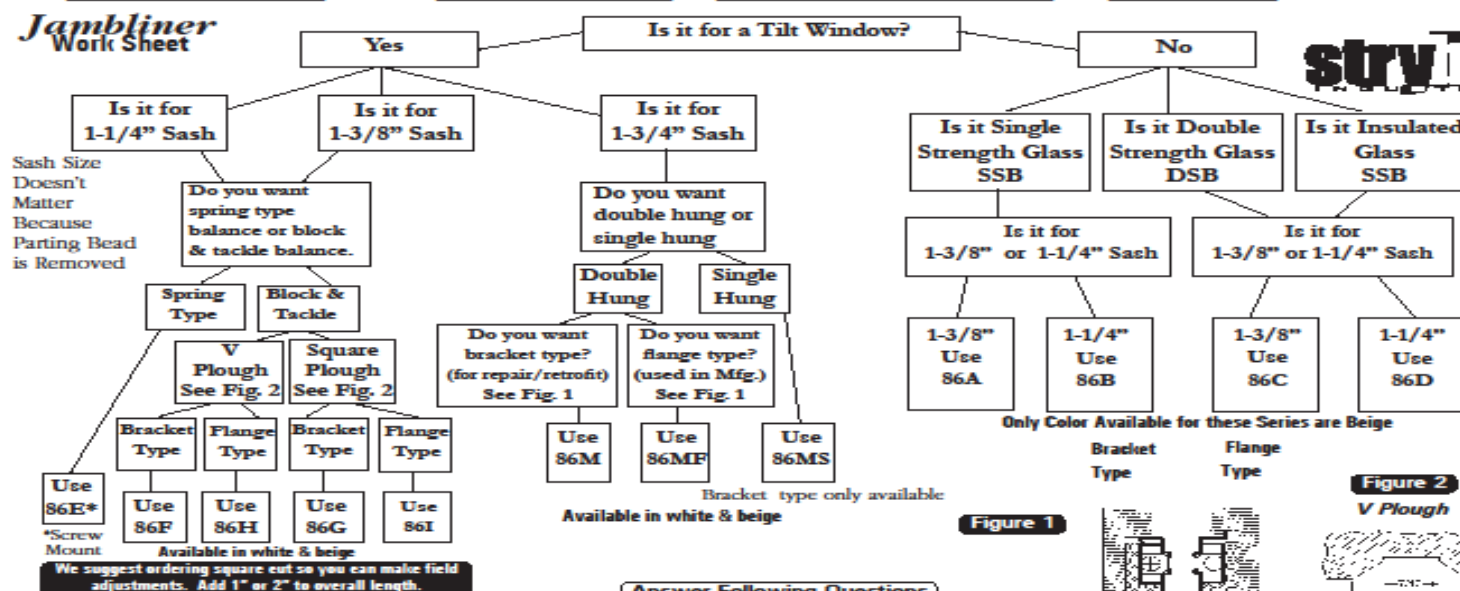 Jambliner
Work Sheet
Is it for a Tilt Window?
Yes
No
Is it for
1-1/4” Sash
Is it for
1-3/8” Sash
Is it for
1-3/4” Sash
Is it Single
Strength Glass
SSB
Is it Double
Strength Glass
DSB
Is it Insulated
Glass
SSB
Sash Size
Doesn't
Matter
Because
Parting Bead
is Removed
Do you want
spring type
balance or block
& tackle balance.
Do you want
double hung or
single hung
Is it for
1-3/8” or 1-1/4” Sash
Is it for
1-3/8” or 1-1/4” Sash
Spring
Type
Block &
Tackle
Double
Hung
Single
Hung
V
Plough
See Fig. 2
Square
Plough
See Fig. 2
Do you want
bracket type?
(for repair/retrofit)
See Fig. 1
Do you want
flange type?
(used in Mfg.)
See Fig. 1
1-3/8”
Use
86A
1-1/4”
Use
86B
1-3/8”
Use
86C
1-1/4”
Use
86D
Only Color Available for these Series are Beige
Bracket
Type
Flange
Type
Bracket
Type
Flange
Type
Use
86E*
*Screw
Mount
Use
86F
Use
86H
Use
86G
Use
86I
Available in white & beige
Use
86M
Use
86MF
Use
86MS
Bracket type only available
Available in white & beige
We suggest ordering square cut so you can make field
adjustments. Add 1” or 2” to overall length.
Answer Following Questions
Figure 1
Bracket
Type
Flange
Type
Figure 2
V Plough